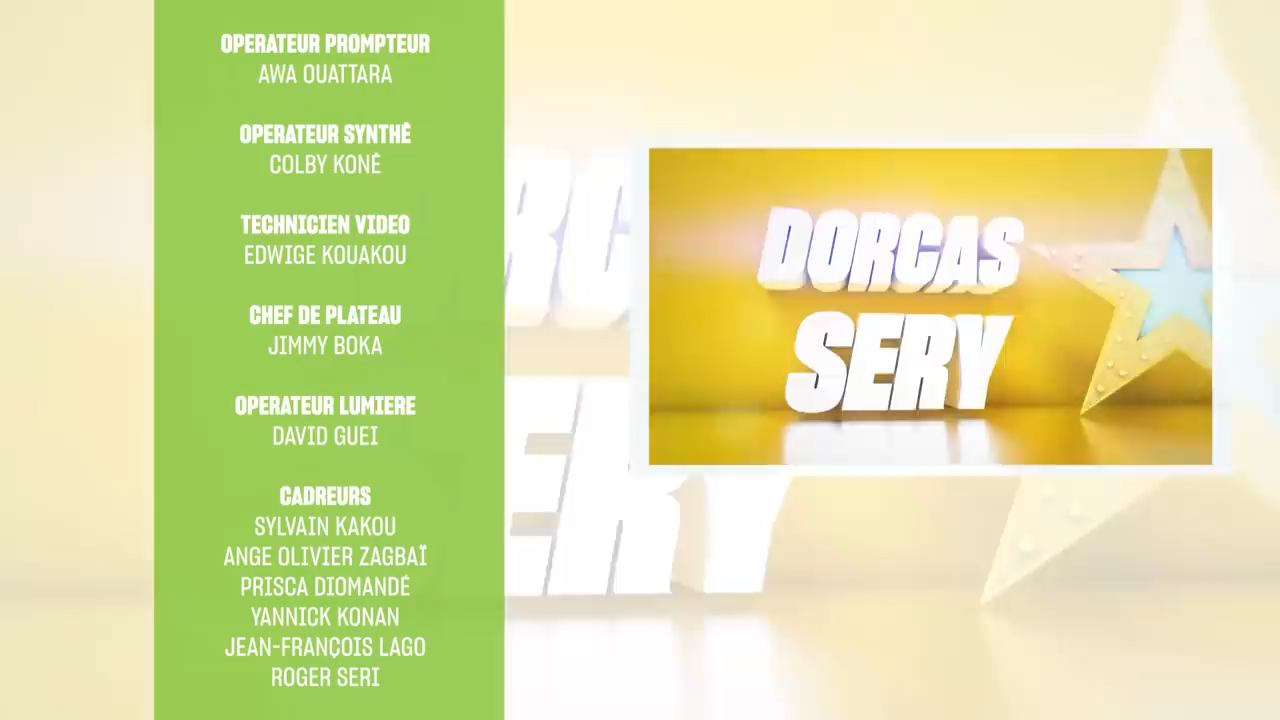 OPERATEUR PROMPTEUR
AWA OUATTARA
OPERATEUR SYNTHÉ
COLBY KONÉ
TECHNICIEN VIDEO
EDWIGE KOUAKOU
CHEF DE PLATEAU
JIMMY BOKA
OPERATEUR LUMIERE
DAVID GUEI
CADREURS
SYLVAIN KAKOU
ANGE OLIVIER ZAGBAÏ
PRISCA DIOMANDÉ
YANNICK KONAN
JEAN-FRANÇOIS LAGO
ROGER SERI
DORCAS
SERY